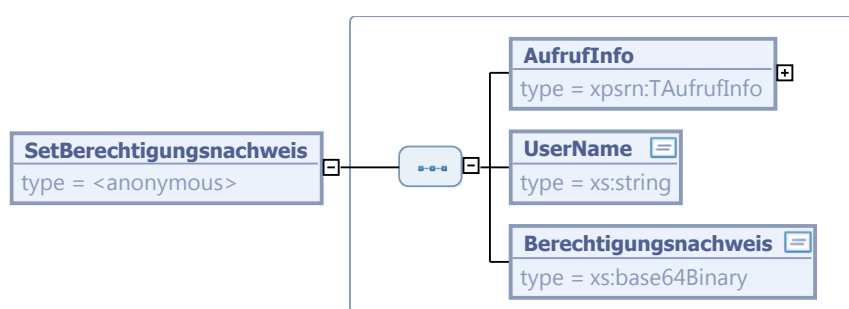 AufrufInfo
type = xpsrn:TAufrufInfo
SetBerechtigungsnachweis
type = <anonymous>
UserName
type = xs:string
Berechtigungsnachweis
type = xs:base64Binary